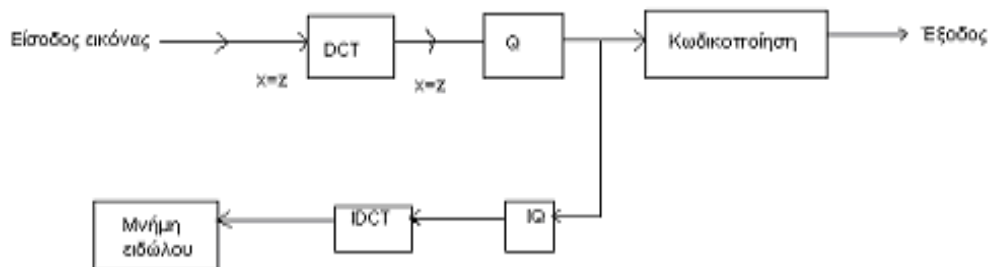 Είσοδος εικόνας
DCT
Q
Κωδικοποίηση
Έξοδος
x=z
x=z
Μνήμη
ειδώλου
IDCT
IQ